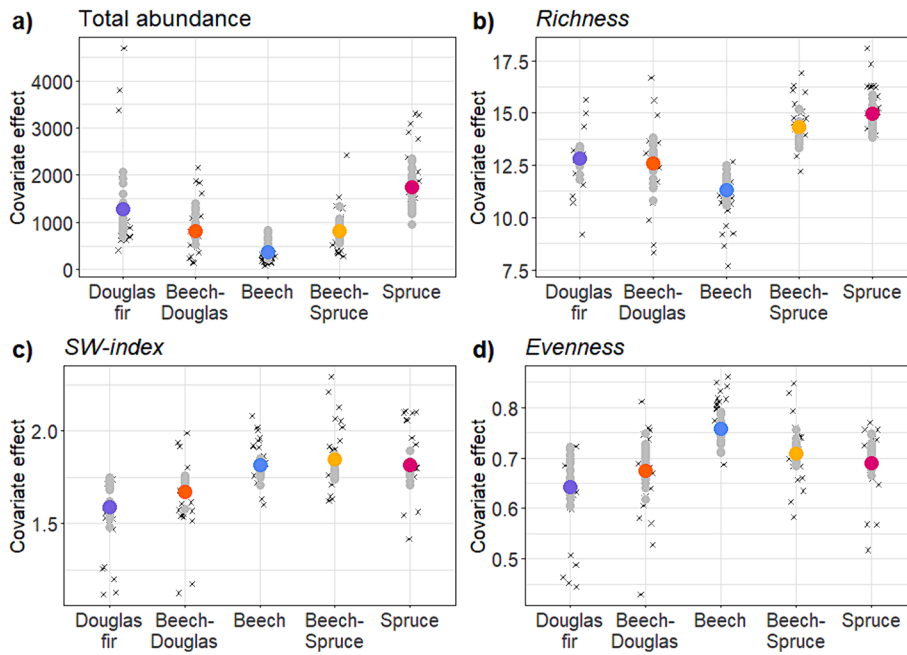 a) Total abundance
Covariate effect
4000
3000
2000
1000
0
Douglas fir
Beech-Douglas
Beech
Beech-Spruce
Spruce
b) Richness
Covariate effect
17.5
15.0
12.5
10.0
7.5
Douglas fir
Beech-Douglas
Beech
Beech-Spruce
Spruce
c) SW-index
Covariate effect
2.0
1.5
Douglas fir
Beech-Douglas
Beech
Beech-Spruce
Spruce
d) Evenness
Covariate effect
0.8
0.7
0.6
0.5
Douglas fir
Beech-Douglas
Beech
Beech-Spruce
Spruce